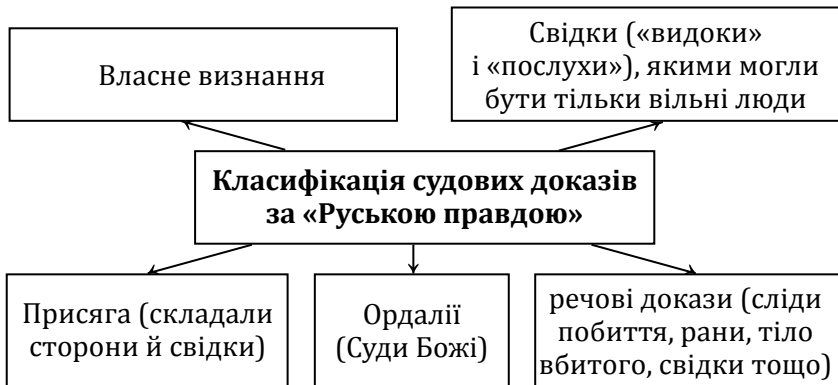 Власне визнання
Свідки («видоки»
і «послухи»), якими могли
бути тільки вільні люди
Класифікація судових доказів
за «Руською правдою»
Присяга (складали
сторони й свідки)
Ордалії
(Суди Божі)
речові докази (сліди
побиття, рани, тіло
вбитого, свідки тощо)